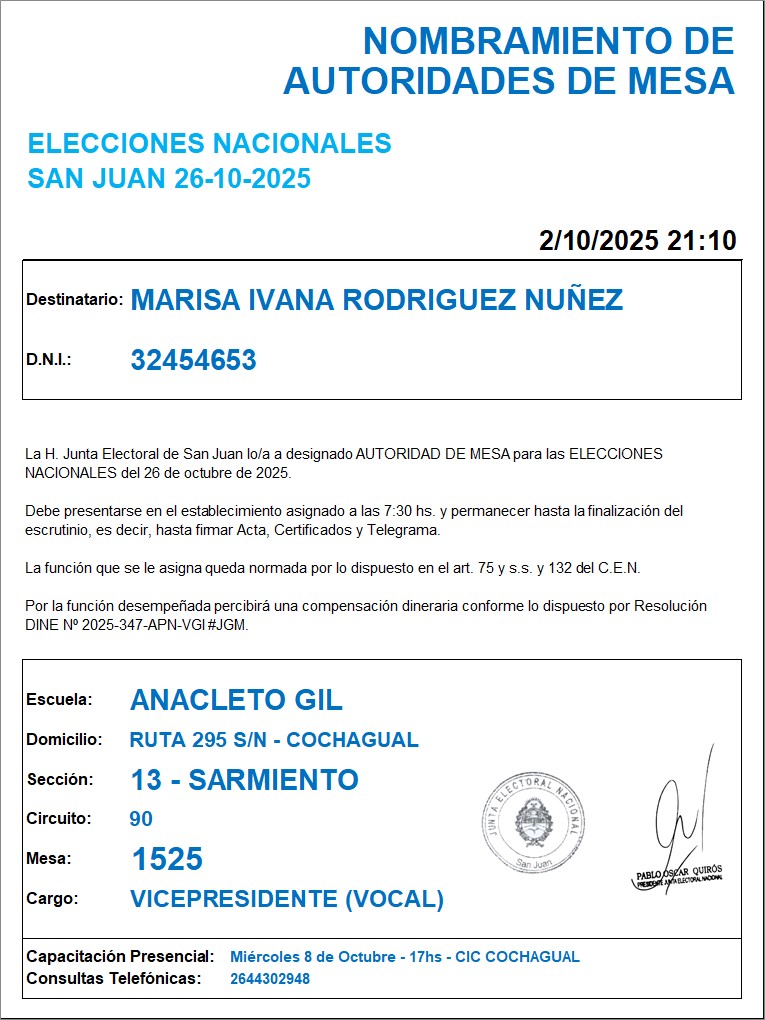 NOMBRAMIENTO DE
AUTORIDADES DE MESA
ELECCIONES NACIONALES
SAN JUAN 26-10-2025
2/10/2025 21:10
Destinatario: MARISA IVANA RODRIGUEZ NUÑEZ
D.N.I.: 32454653
La H. Junta Electoral de San Juan lo/a a designado AUTORIDAD DE MESA para las ELECCIONES
NACIONALES del 26 de octubre de 2025.
Debe presentarse en el establecimiento asignado a las 7:30 hs. y permanecer hasta la finalización del
escrutinio, es decir, hasta firmar Acta, Certificados y Telegrama.
La función que se le asigna queda normada por lo dispuesto en el art. 75 y s.s. y 132 del C.E.N.
Por la función desempeñada percibirá una compensación dineraria conforme lo dispuesto por Resolución
DINE Nº 2025-347-APN-VGI#JGM.
Escuela: ANACLETO GIL
Domicilio: RUTA 295 S/N - COCHAGUAL
Sección: 13 - SARMIENTO
Circuito: 90
Mesa: 1525
Cargo: VICEPRESIDENTE (VOCAL)
JUNTA ELECTORAL NACIONAL
San Juan
PABLO OSCAR QUIRÓS
PRESIDENTE JUNTA ELECTORAL NACIONAL
Capacitación Presencial: Miércoles 8 de Octubre - 17hs - CIC COCHAGUAL
Consultas Telefónicas: 2644302948